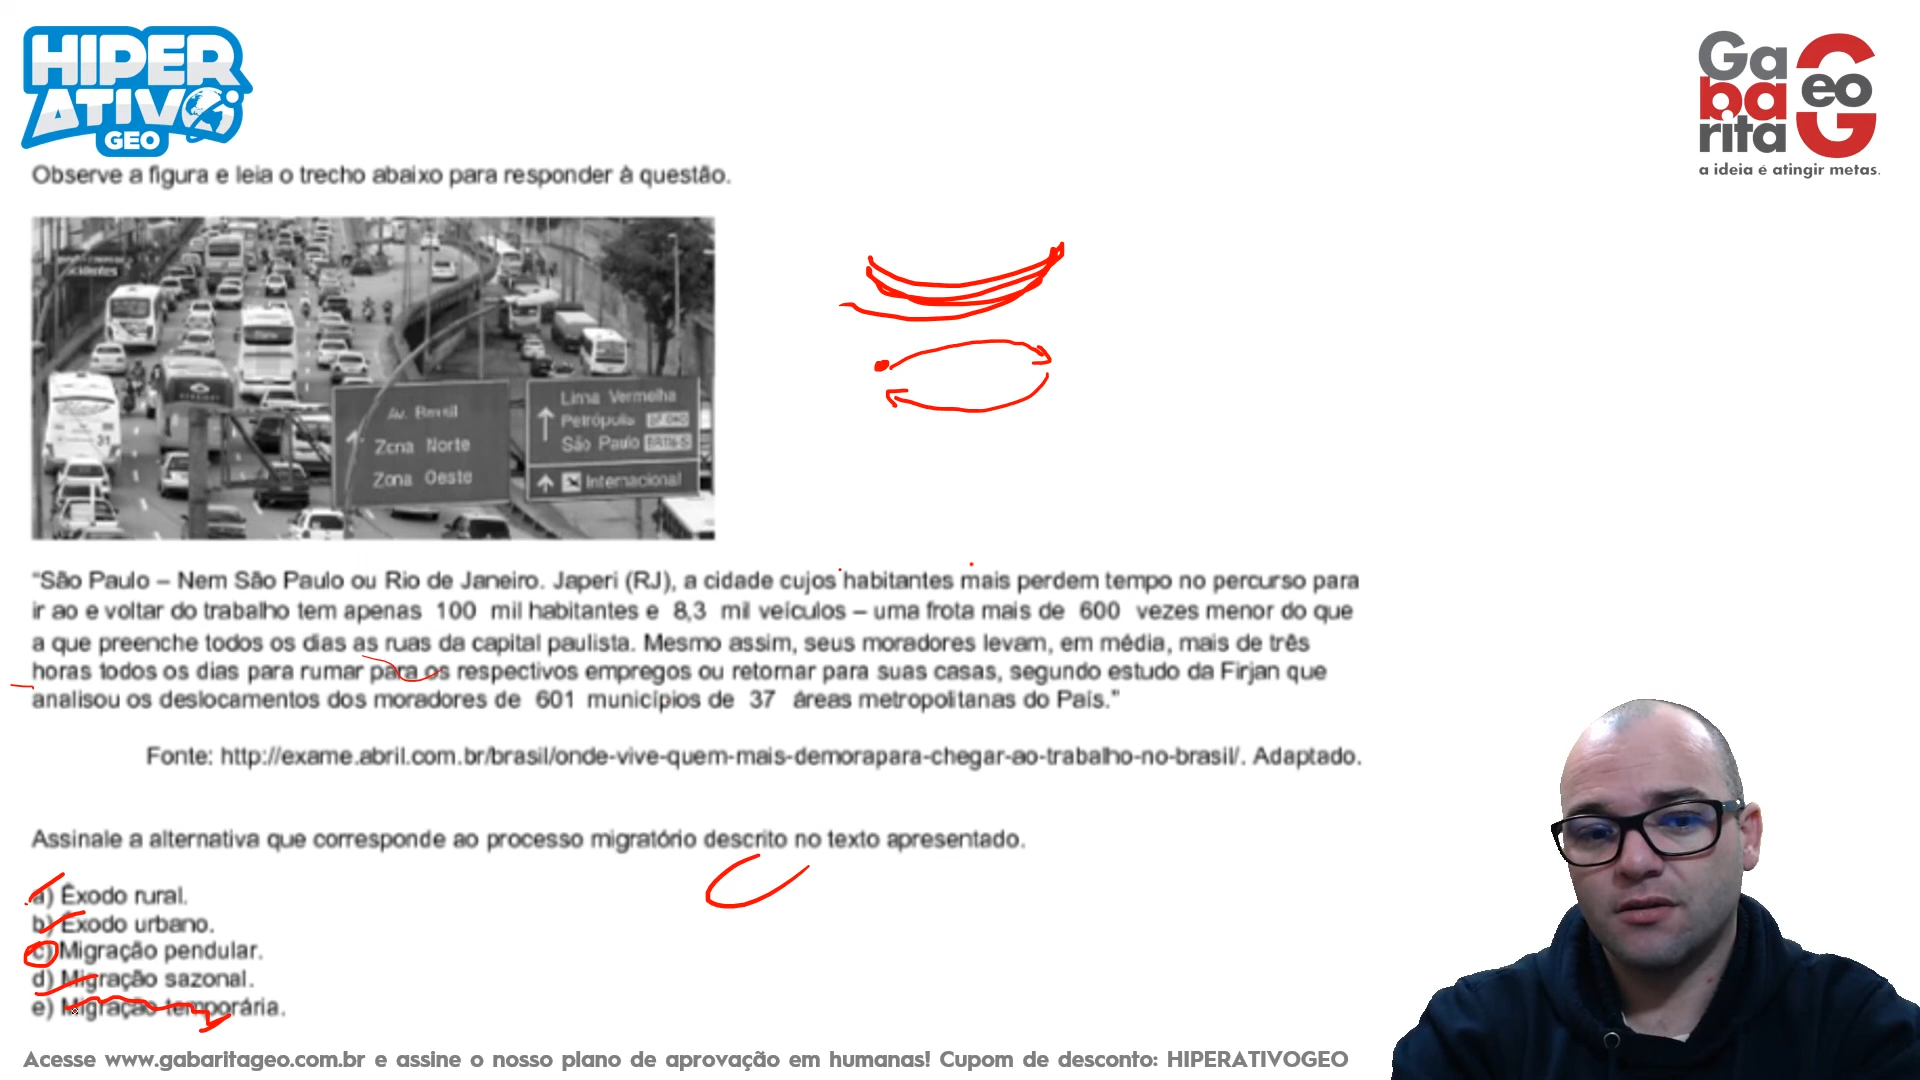 HIPER
ATIVO
GEO
Ga
ba
rita
Geo
a ideia é atingir metas.
Observe a figura e leia o trecho abaixo para responder à questão.
acidentes
31
Av. Brasil
Zona Norte
Zona Oeste
Linha Vermelha
Petrópolis
São Paulo
Internacional
“São Paulo – Nem São Paulo ou Rio de Janeiro. Japeri (RJ), a cidade cujos habitantes mais perdem tempo no percurso para
ir ao e voltar do trabalho tem apenas 100 mil habitantes e 8,3 mil veículos – uma frota mais de 600 vezes menor do que
a que preenche todos os dias as ruas da capital paulista. Mesmo assim, seus moradores levam, em média, mais de três
horas todos os dias para rumar para os respectivos empregos ou retornar para suas casas, segundo estudo da Firjan que
analisou os deslocamentos dos moradores de 601 municípios de 37 áreas metropolitanas do País.”
Fonte: http://exame.abril.com.br/brasil/onde-vive-quem-mais-demorapara-chegar-ao-trabalho-no-brasil/. Adaptado.
Assinale a alternativa que corresponde ao processo migratório descrito no texto apresentado.
a) Êxodo rural.
b) Êxodo urbano.
c) Migração pendular.
d) Migração sazonal.
e) Migração temporária.
Acesse www.gabaritageo.com.br e assine o nosso plano de aprovação em humanas! Cupom de desconto: HIPERATIVOGEO